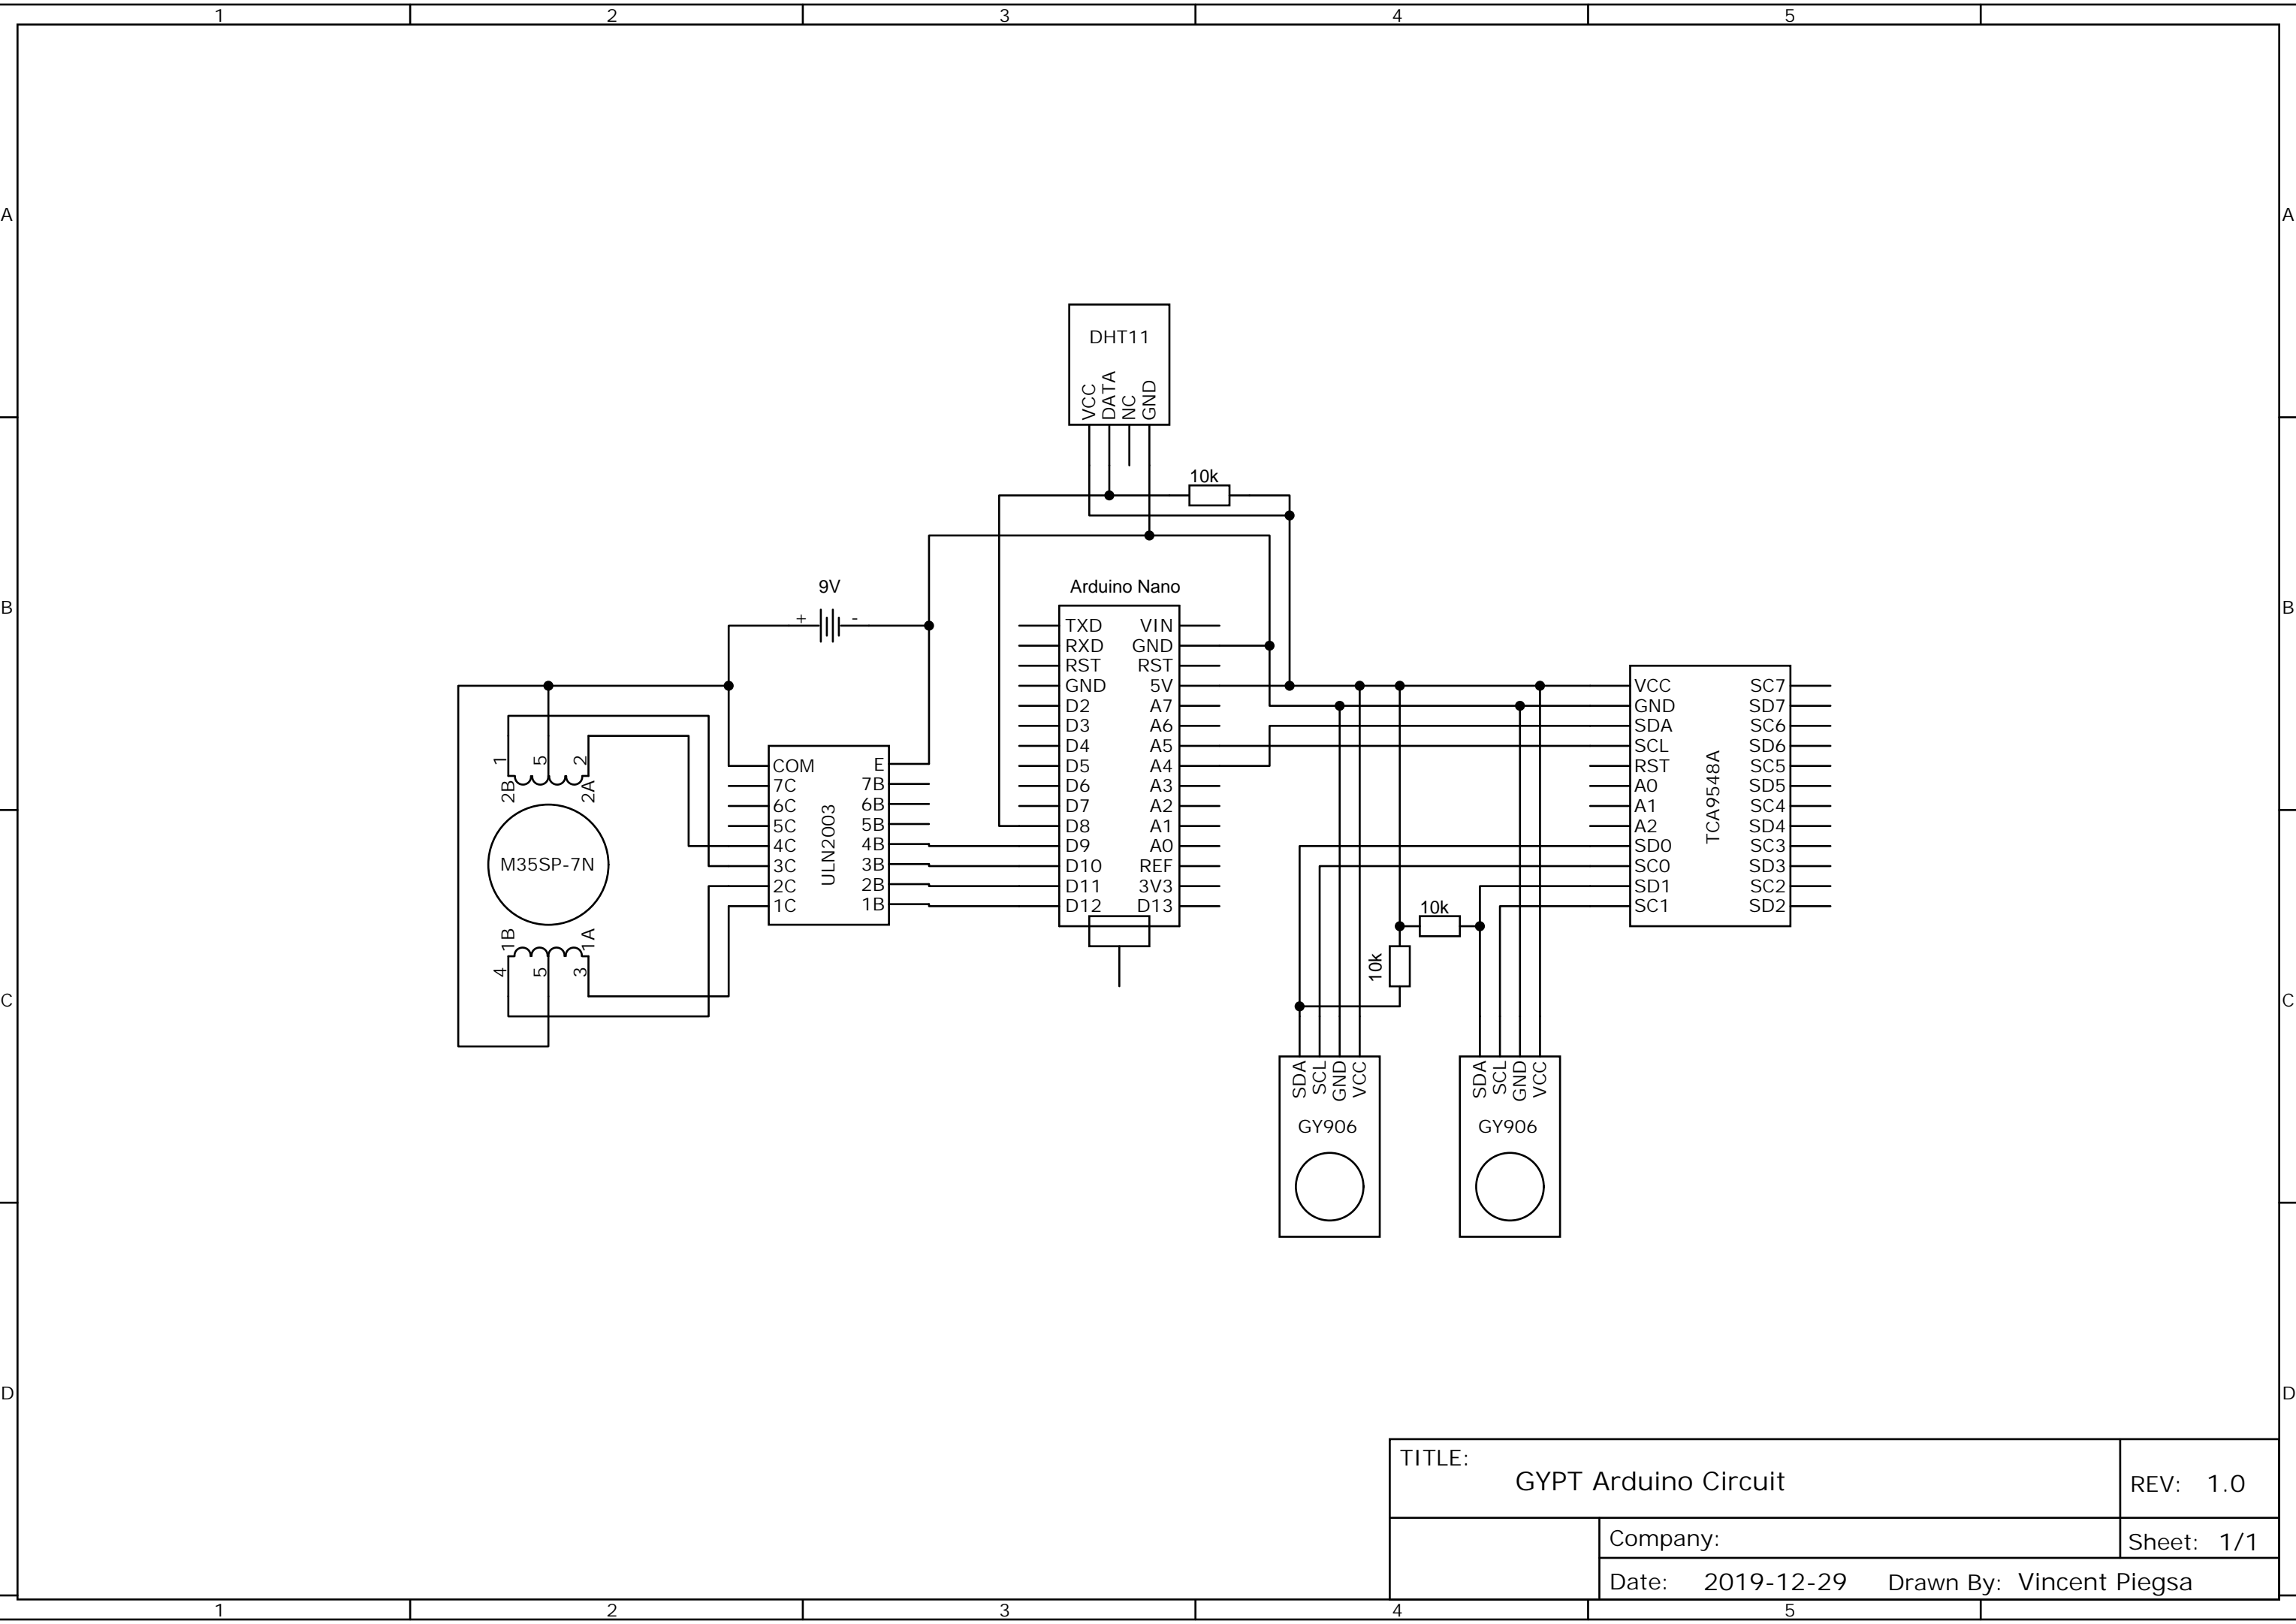 1 2 3 4 5
A A
DHT11
VCC DATA NC GND
10k
9V
+ -
Arduino Nano
B B
TXD VIN
RXD GND
RST RST
GND 5V
D2 A7
D3 A6
D4 A5
D5 A4
D6 A3
D7 A2
D8 A1
D9 A0
D10 REF
D11 3V3
D12 D13
VCC SC7
GND SD7
SDA SC6
SCL SD6
RST SC5
A0 SD5
A1 SC4
A2 SD4
SD0 SC3
SC0 SD3
SD1 SC2
SC1 SD2
TCA9548A
COM E
7C 7B
6C 6B
5C 5B
4C 4B
3C 3B
2C 2B
1C 1B
ULN2003
1 5 2
2B 2A
M35SP-7N
1B 1A
4 5 3
10k
10k
C C
SDA SCL GND VCC
GY906
SDA SCL GND VCC
GY906
D D
TITLE:
GYPT Arduino Circuit
REV: 1.0
Company:
Sheet: 1/1
Date: 2019-12-29 Drawn By: Vincent Piegsa
1 2 3 4 5